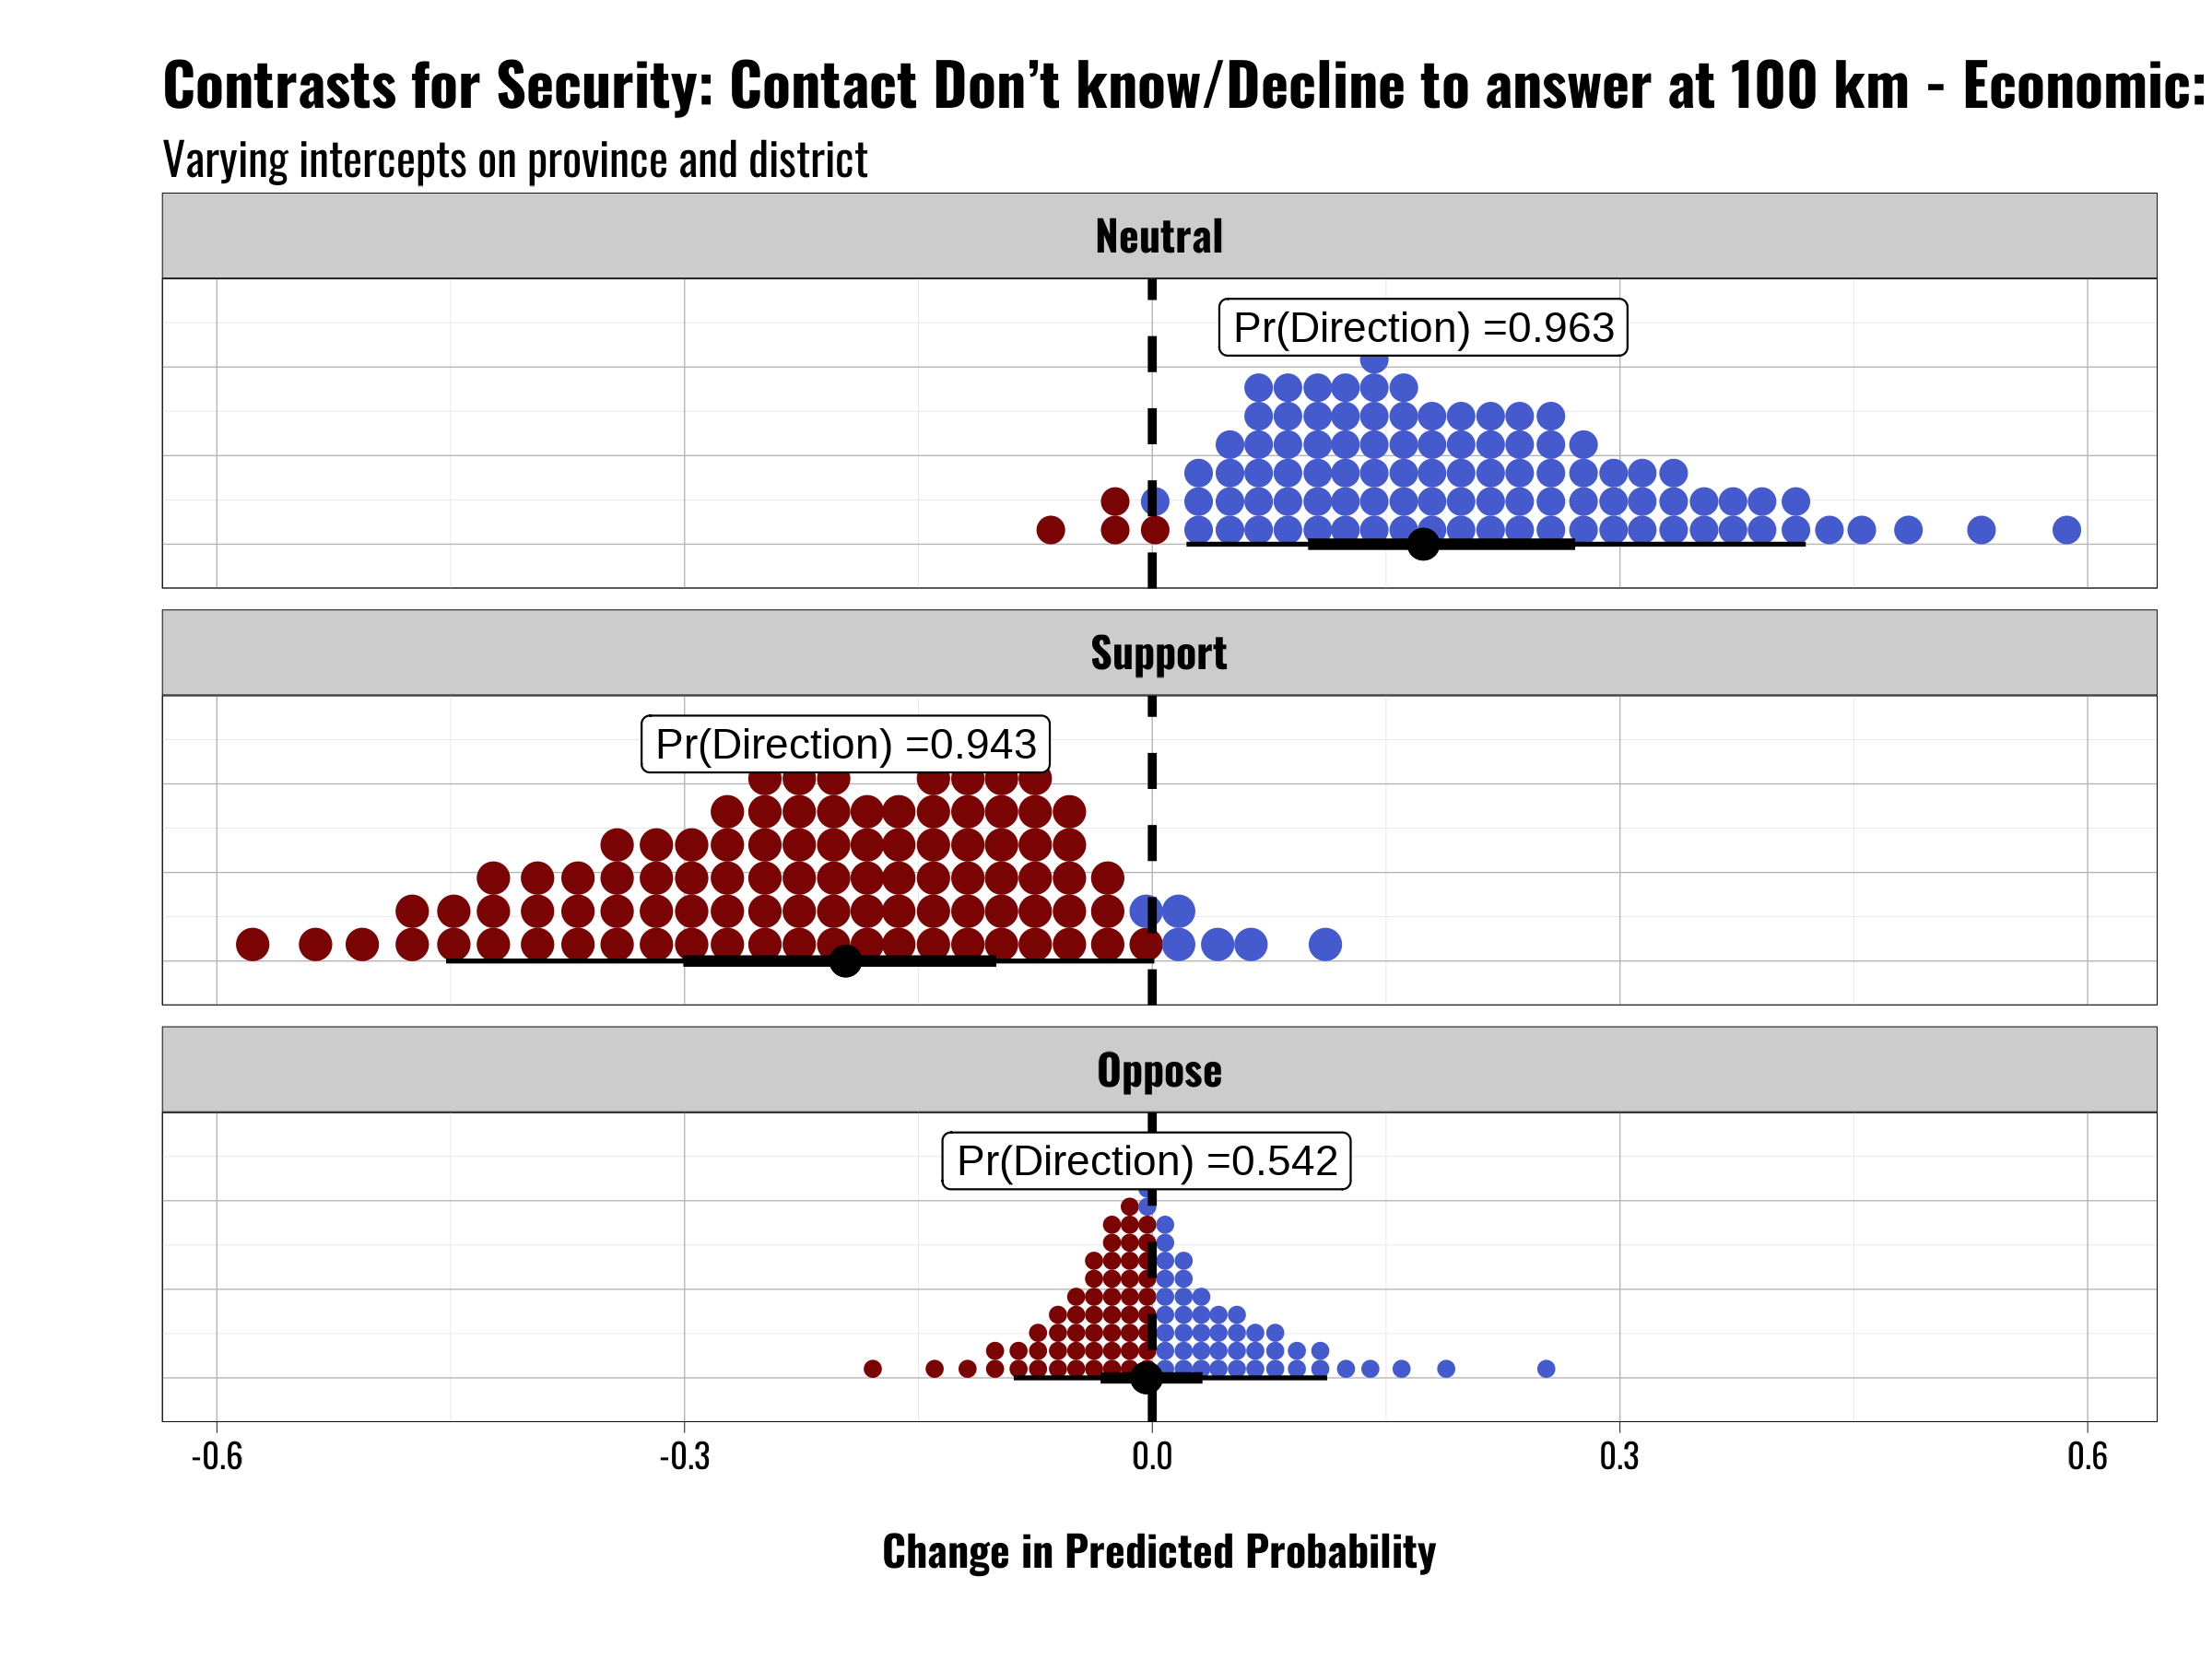 Contrasts for Security: Contact Don’t know/Decline to answer at 100 km - Economic:
Varying intercepts on province and district
Neutral
Pr(Direction) =0.963
Support
Pr(Direction) =0.943
Oppose
Pr(Direction) =0.542
-0.6 -0.3 0.0 0.3 0.6
Change in Predicted Probability